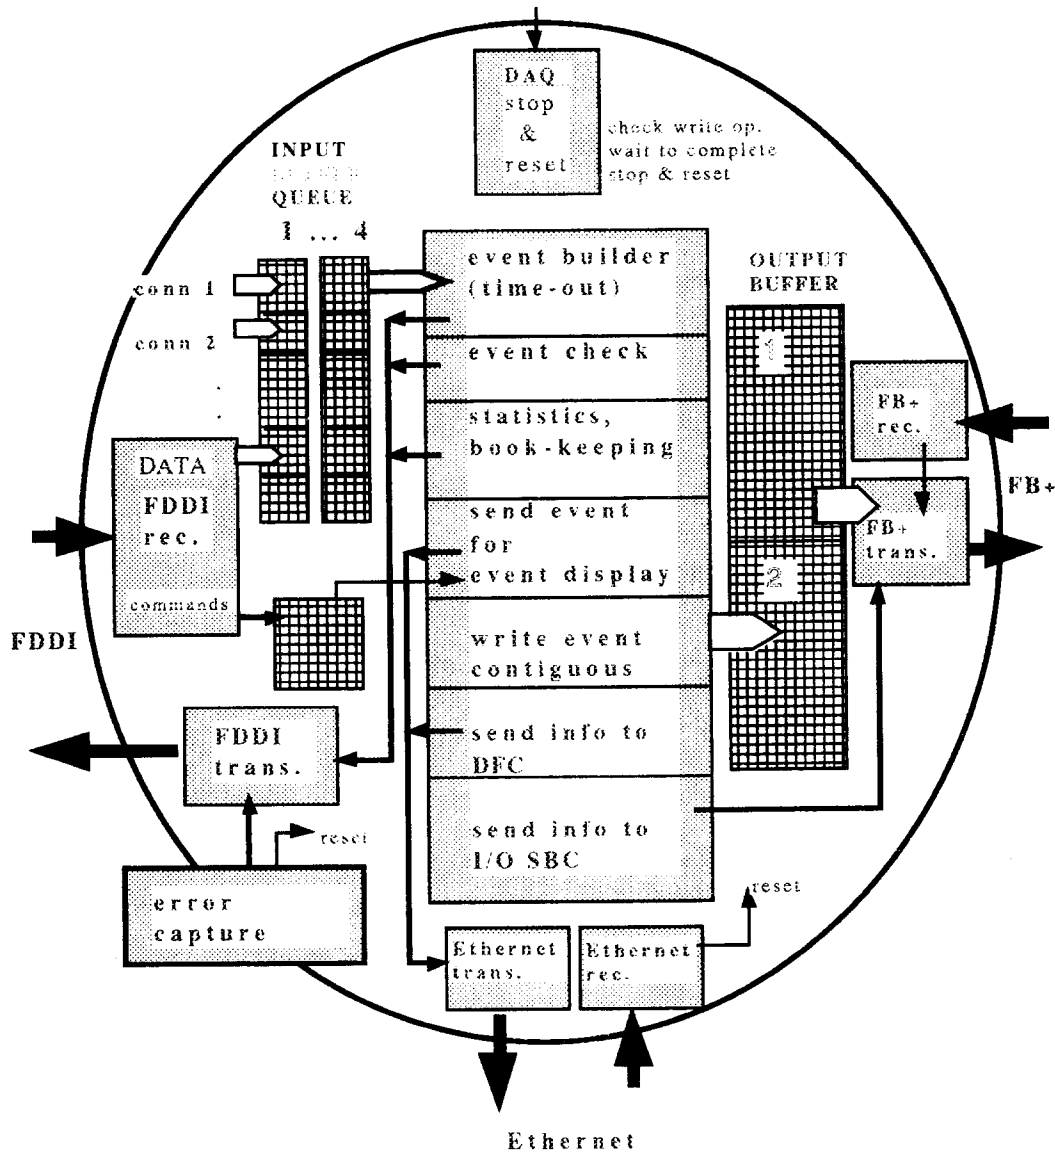 DAQ
stop
&
reset
check write op.
wait to complete
stop & reset
INPUT
QUEUE
1 ... 4
conn 1
conn 2
.
.
event builder
(time-out)
event check
statistics,
book-keeping
send event
for
event display
write event
contiguous
send info to
DFC
send info to
I/O SBC
OUTPUT
BUFFER
1
2
FB+
rec.
FB+
trans.
FB+
DATA
FDDI
rec.
commands
FDDI
FDDI
trans.
reset
error
capture
reset
Ethernet
trans.
Ethernet
rec.
Ethernet